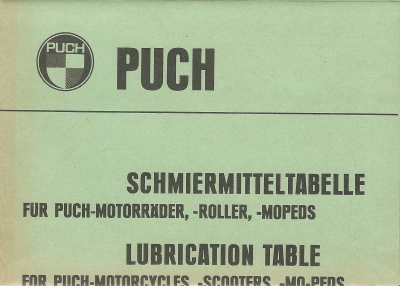 PUCH
PUCH
SCHMIERMITTELTABELLE
FÜR PUCH-MOTORRÄDER, -ROLLER, -MOPEDS
LUBRICATION TABLE
FOR PUCH-MOTORCYCLES, -SCOOTERS, -MO-PEDS